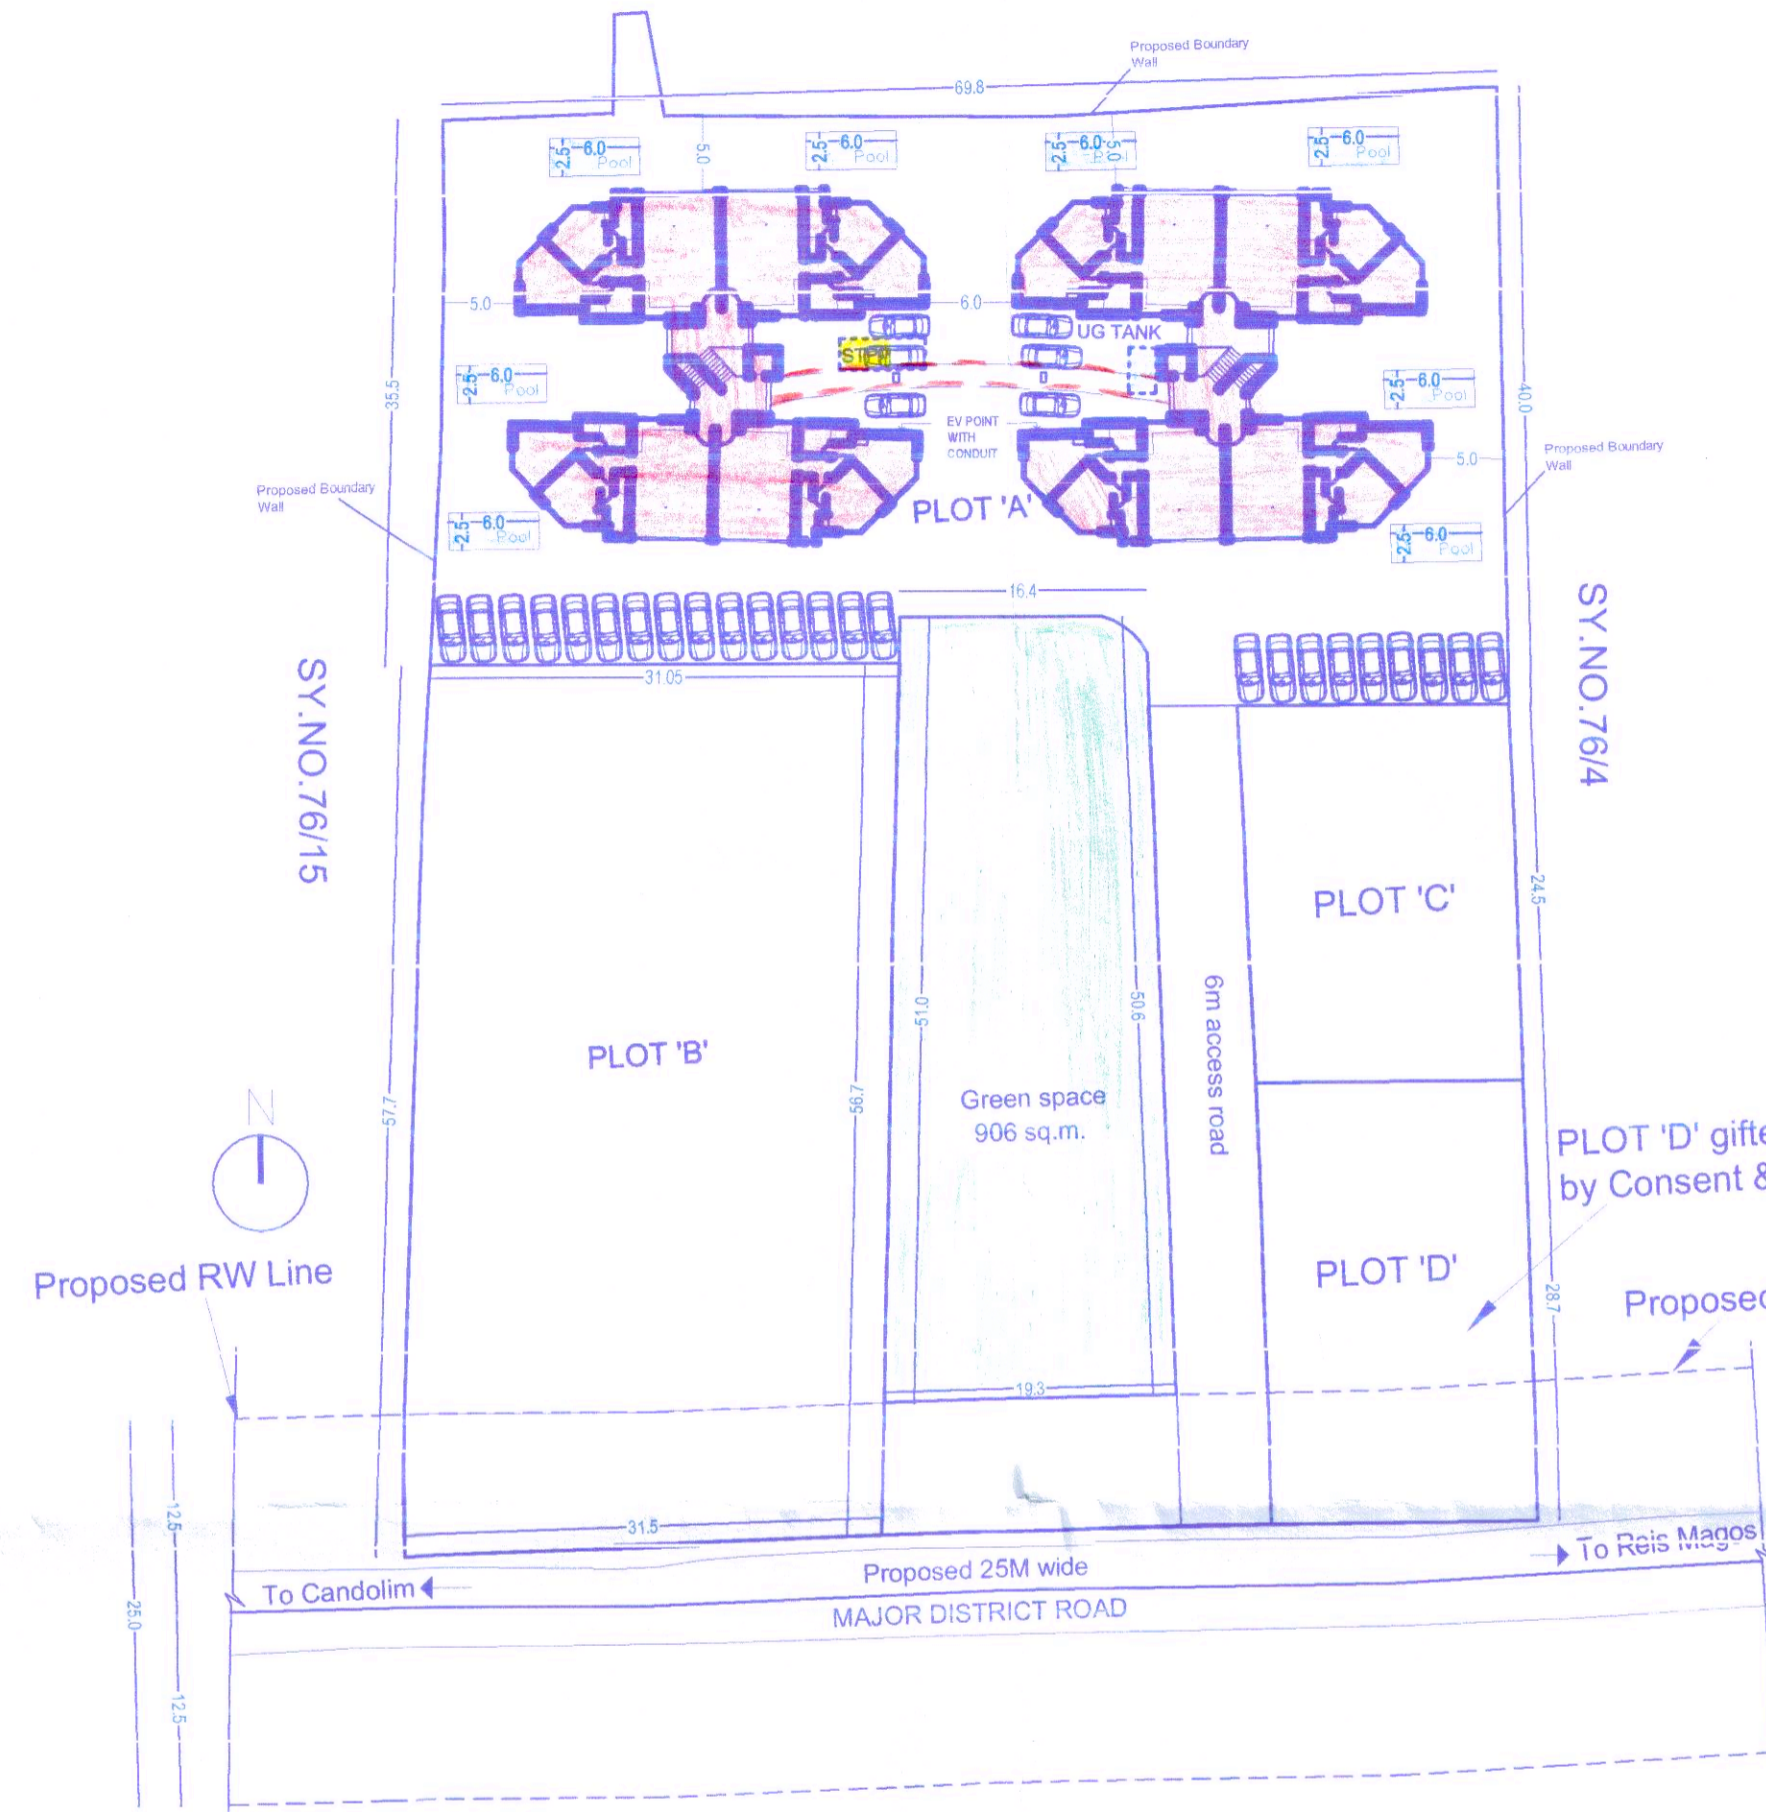 Proposed Boundary
Wall
69.8
5.0
5.0
2.5 6.0
Pool
2.5 6.0
Pool
2.5 6.0
Pool
2.5 6.0
Pool
5.0
6.0
UG TANK
STP
35.5
2.5 6.0
Pool
2.5 6.0
Pool
40.0
EV POINT
WITH
CONDUIT
5.0
Proposed Boundary
Wall
Proposed Boundary
Wall
PLOT 'A'
2.5 6.0
Pool
2.5 6.0
Pool
16.4
SY.NO.76/15
SY.NO.76/4
31.05
PLOT 'C'
24.5
51.0
50.6
6m access road
PLOT 'B'
57.7
56.7
Green space
906 sq.m.
N
PLOT 'D' gifte
by Consent &
Proposed RW Line
PLOT 'D'
28.7
Proposed
19.3
12.5
31.5
To Reis Magos
Proposed 25M wide
To Candolim
MAJOR DISTRICT ROAD
25.0
12.5